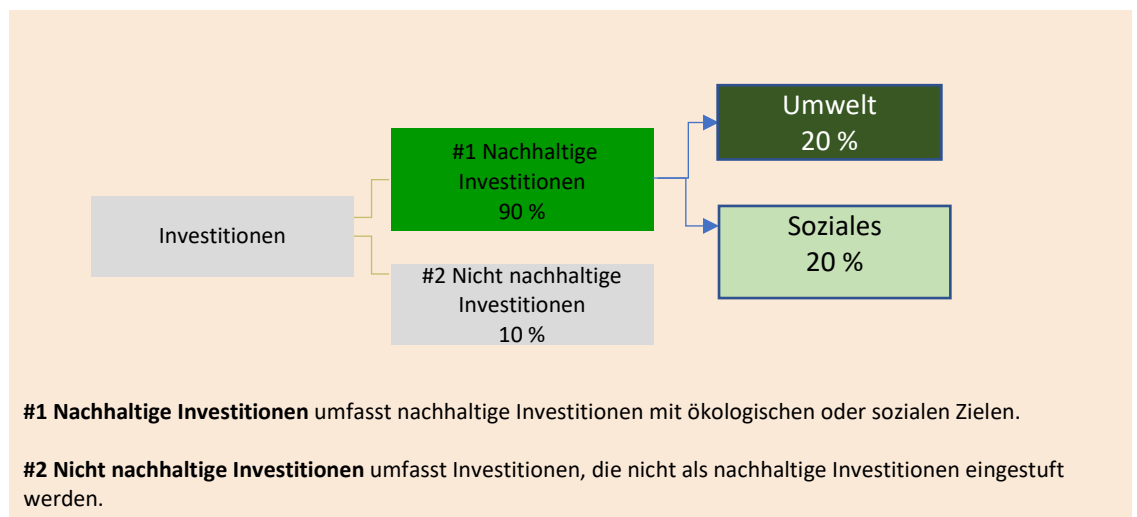 Investitionen
#1 Nachhaltige
Investitionen
90 %
#2 Nicht nachhaltige
Investitionen
10 %
Umwelt
20 %
Soziales
20 %
#1 Nachhaltige Investitionen umfasst nachhaltige Investitionen mit ökologischen oder sozialen Zielen.
#2 Nicht nachhaltige Investitionen umfasst Investitionen, die nicht als nachhaltige Investitionen eingestuft
werden.